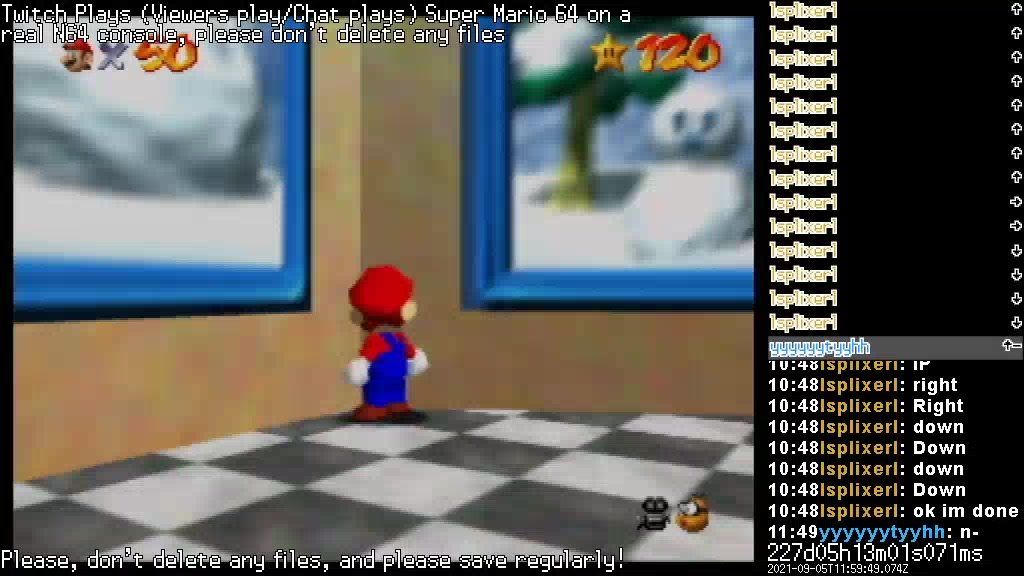 Twitch Plays (Viewers play/Chat plays) Super Mario 64 on a
real N64 console, please don't delete any files
50
120
lsplixerl
lsplixerl
lsplixerl
lsplixerl
lsplixerl
lsplixerl
lsplixerl
lsplixerl
lsplixerl
lsplixerl
lsplixerl
lsplixerl
lsplixerl
lsplixerl
yyyyyytyyhh
10:48lsplixerl:
10:48lsplixerl: right
10:48lsplixerl: Right
10:48lsplixerl: down
10:48lsplixerl: Down
10:48lsplixerl: down
10:48lsplixerl: Down
10:48lsplixerl: ok im done
11:49yyyyyytyyhh: n-
227d05h13m01s071ms
2021-09-05T11:59:49.074Z
Please, don't delete any files, and please save regularly!